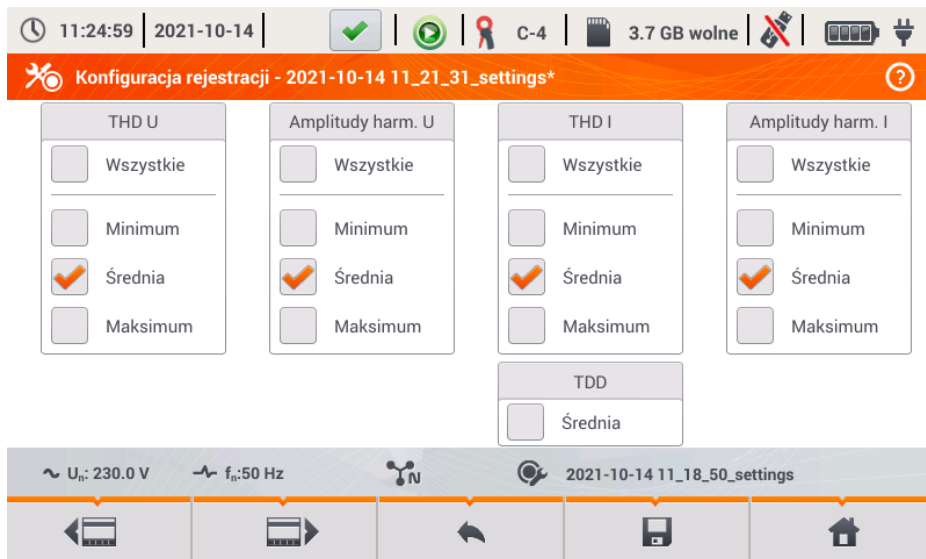 11:24:59 2021-10-14 C-4 3.7 GB wolne
Konfiguracja rejestracji - 2021-10-14 11_21_31_settings* ?
THD U Amplitudy harm. U THD I Amplitudy harm. I
Wszystkie Wszystkie Wszystkie Wszystkie
Minimum Minimum Minimum Minimum
Średnia Średnia Średnia Średnia
Maksimum Maksimum Maksimum Maksimum
TDD
Średnia
Un: 230.0 V fn:50 Hz N 2021-10-14 11_18_50_settings